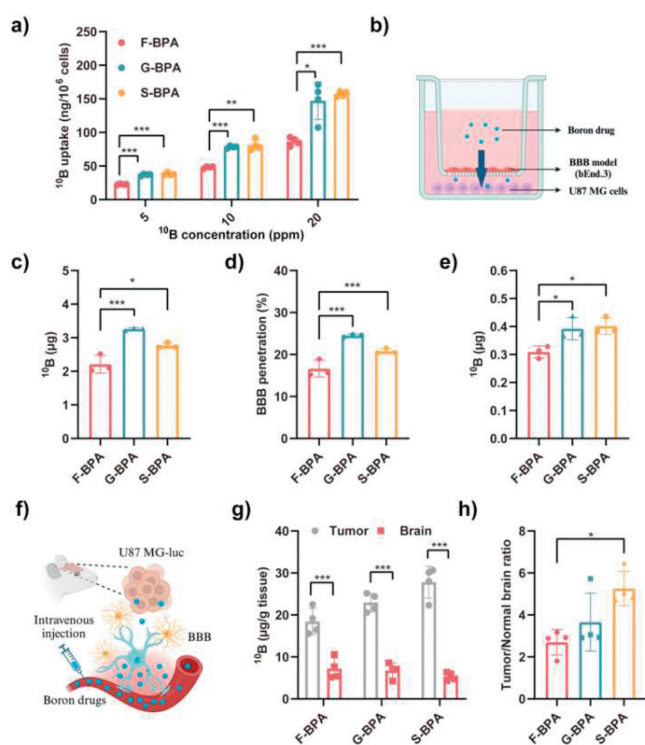 a)
F-BPA
G-BPA
S-BPA
¹⁰B uptake (ng/10⁶ cells)
250
200
150
100
50
0
***
***
***
**
***
*
5
10
20
¹⁰B concentration (ppm)
b)
Boron drug
BBB model
(bEnd.3)
U87 MG cells
c)
¹⁰B (μg)
5
4
3
2
1
0
*
***
F-BPA
G-BPA
S-BPA
d)
BBB penetration (%)
40
30
20
10
0
***
***
F-BPA
G-BPA
S-BPA
e)
¹⁰B (μg)
0.6
0.4
0.3
0.2
0.1
0.0
*
*
F-BPA
G-BPA
S-BPA
f)
U87 MG-luc
Intravenous
injection
BBB
Boron drugs
g)
Tumor
Brain
¹⁰B (μg/g tissue)
40
30
20
10
0
***
***
***
F-BPA
G-BPA
S-BPA
h)
Tumor/Normal brain ratio
8
6
4
2
0
*
F-BPA
G-BPA
S-BPA